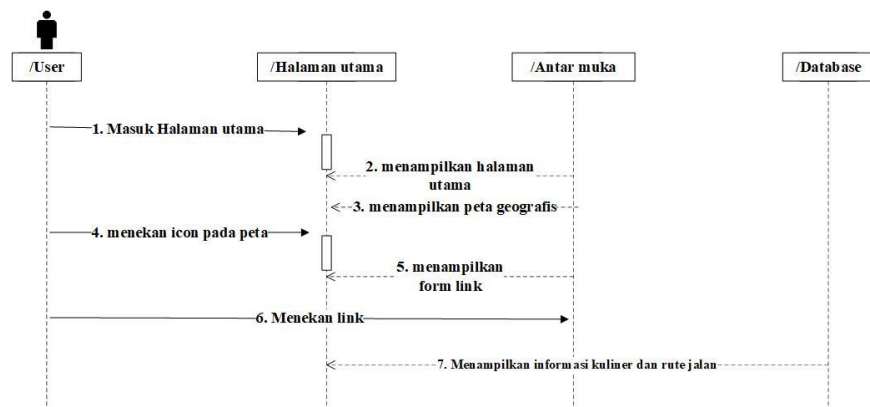 /User
/Halaman utama
/Antar muka
/Database
1. Masuk Halaman utama
2. menampilkan halaman
utama
3. menampilkan peta geografis
4. menekan icon pada peta
5. menampilkan
form link
6. Menekan link
7. Menampilkan informasi kuliner dan rute jalan